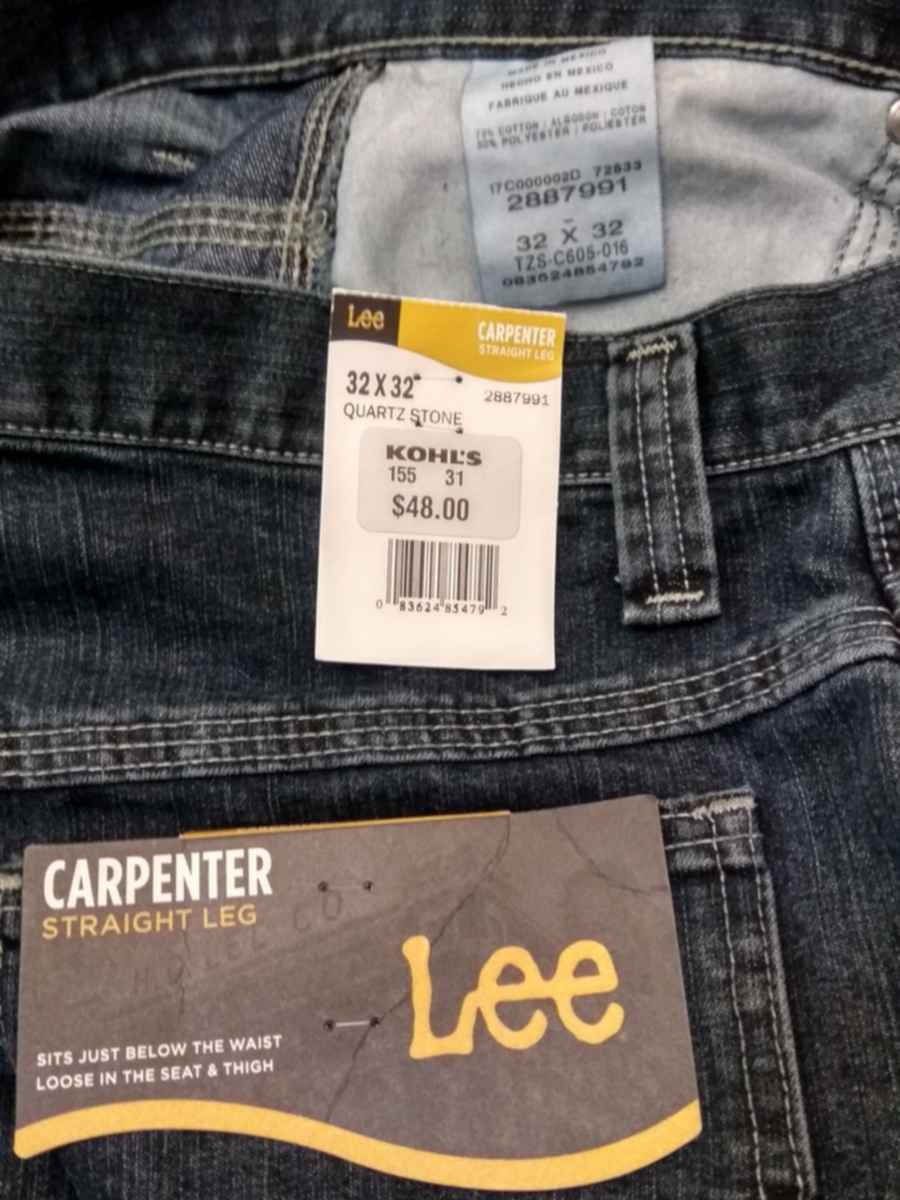 MADE IN MEXICO
HECHO EN MEXICO
FABRIQUE AU MEXIQUE
70% COTTON / ALGODON / COTON
30% POLYESTER / POLIESTER
17C000002D 72833
2887991
32 X 32
TZS-C605-016
083624854792
Lee
CARPENTER
STRAIGHT LEG
32 X 32
2887991
QUARTZ STONE
KOHL'S
155 31
$48.00
0 83624 85479 2
CARPENTER
STRAIGHT LEG
Lee
SITS JUST BELOW THE WAIST
LOOSE IN THE SEAT & THIGH